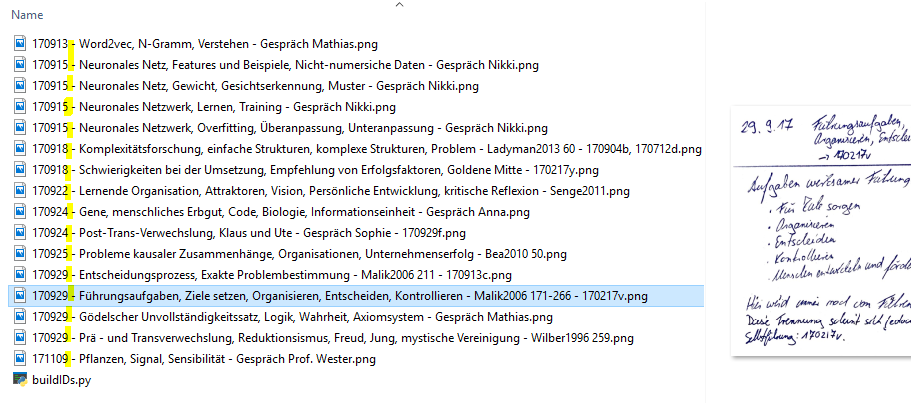 Name
170913 - Word2vec, N-Gramm, Verstehen - Gespräch Mathias.png
170915 - Neuronales Netz, Features und Beispiele, Nicht-numersiche Daten - Gespräch Nikki.png
170915 - Neuronales Netz, Gewicht, Gesichtserkennung, Muster - Gespräch Nikki.png
170915 - Neuronales Netzwerk, Lernen, Training - Gespräch Nikki.png
170915 - Neuronales Netzwerk, Overfitting, Überanpassung, Unteranpassung - Gespräch Nikki.png
170918 - Komplexitätsforschung, einfache Strukturen, komplexe Strukturen, Problem - Ladyman2013 60 - 170904b, 170712d.png
170918 - Schwierigkeiten bei der Umsetzung, Empfehlung von Erfolgsfaktoren, Goldene Mitte - 170217y.png
170922 - Lernende Organisation, Attraktoren, Vision, Persönliche Entwicklung, kritische Reflexion - Senge2011.png
170924 - Gene, menschliches Erbgut, Code, Biologie, Informationseinheit - Gespräch Anna.png
170924 - Post-Trans-Verwechslung, Klaus und Ute - Gespräch Sophie - 170929f.png
170925 - Probleme kausaler Zusammenhänge, Organisationen, Unternehmenserfolg - Bea2010 50.png
170929 - Entscheidungsprozess, Exakte Problembestimmung - Malik2006 211 - 170913c.png
170929 - Führungsaufgaben, Ziele setzen, Organisieren, Entscheiden, Kontrollieren - Malik2006 171-266 - 170217v.png
170929 - Gödelscher Unvollständigkeitssatz, Logik, Wahrheit, Axiomsystem - Gespräch Mathias.png
170929 - Prä - und Transverwechslung, Reduktionismus, Freud, Jung, mystische Vereinigung - Wilber1996 259.png
171109 - Pflanzen, Signal, Sensibilität - Gespräch Prof. Wester.png
buildIDs.py
29.9.17 Führungsaufgaben,
Organisieren, Entschei
→ 170217v
Aufgaben wirksamer Führung
· Für Ziele sorgen
· Organisieren
· Entscheiden
· Kontrollieren
· Menschen entwickeln und förde
Hier wird immer noch von Führen
Diese Trennung scheint sich
Selbstführung: 170217v.